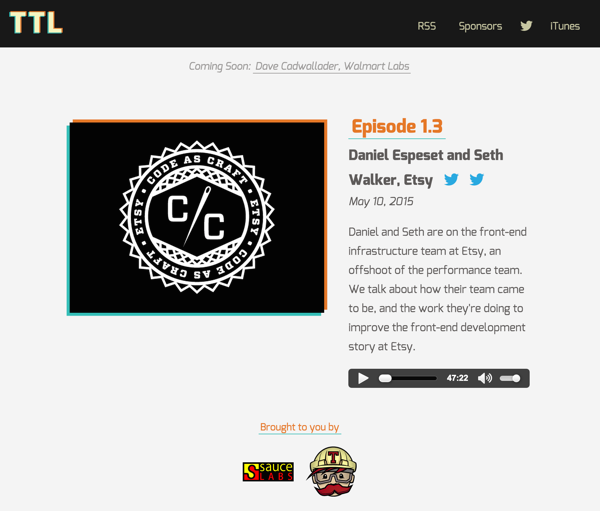 TTL
RSS Sponsors iTunes
Coming Soon: Dave Cadwallader, Walmart Labs
CODE AS CRAFT • ETSY • CODE AS CRAFT • ETSY •
C/C
Episode 1.3
Daniel Espeset and Seth
Walker, Etsy
May 10, 2015
Daniel and Seth are on the front-end
infrastructure team at Etsy, an
offshoot of the performance team.
We talk about how their team came
to be, and the work they're doing to
improve the front-end development
story at Etsy.
47:22
Brought to you by
sauce
LABS
T